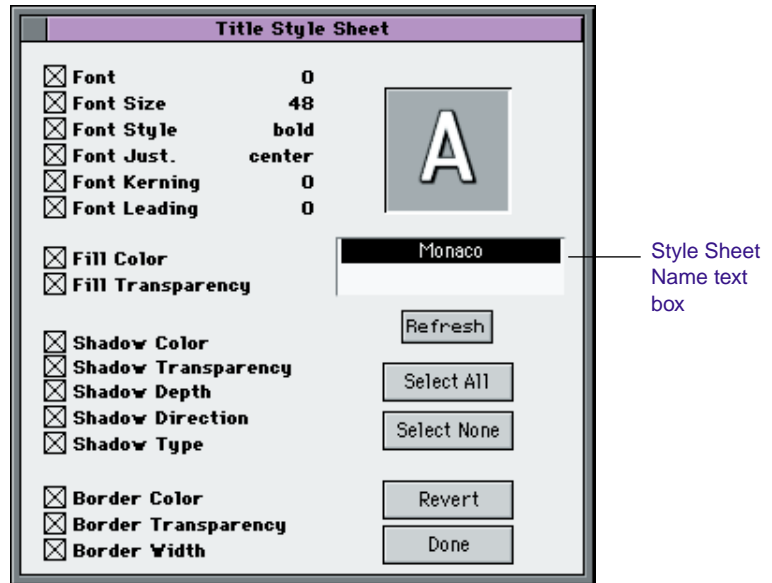 Title Style Sheet
Font 0
Font Size 48
Font Style bold
Font Just. center
Font Kerning 0
Font Leading 0
A
Fill Color
Fill Transparency
Monaco
Style Sheet
Name text
box
Shadow Color
Shadow Transparency
Shadow Depth
Shadow Direction
Shadow Type
Refresh
Select All
Select None
Border Color
Border Transparency
Border Width
Revert
Done